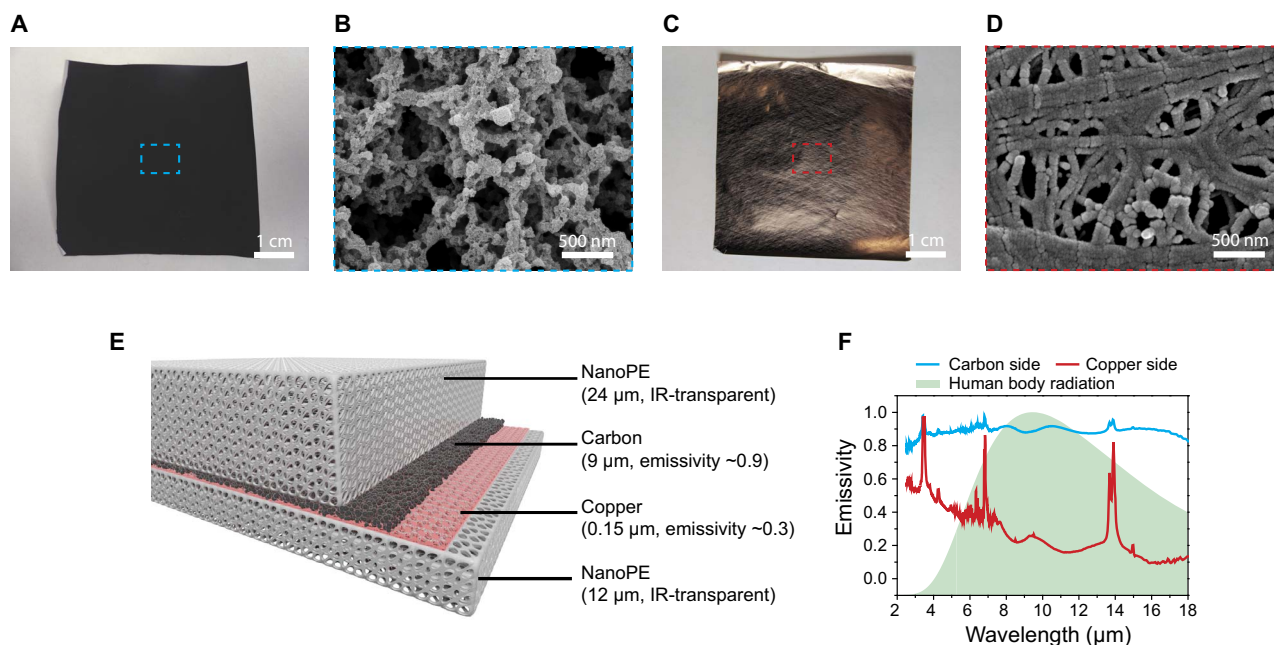 A
B
C
D
1 cm
500 nm
1 cm
500 nm
E
NanoPE
(24 µm, IR-transparent)
Carbon
(9 µm, emissivity ~0.9)
Copper
(0.15 µm, emissivity ~0.3)
NanoPE
(12 µm, IR-transparent)
F
Carbon side Copper side
Human body radiation
Emissivity
1.0
0.8
0.6
0.4
0.2
0.0
2 4 6 8 10 12 14 16 18
Wavelength (µm)